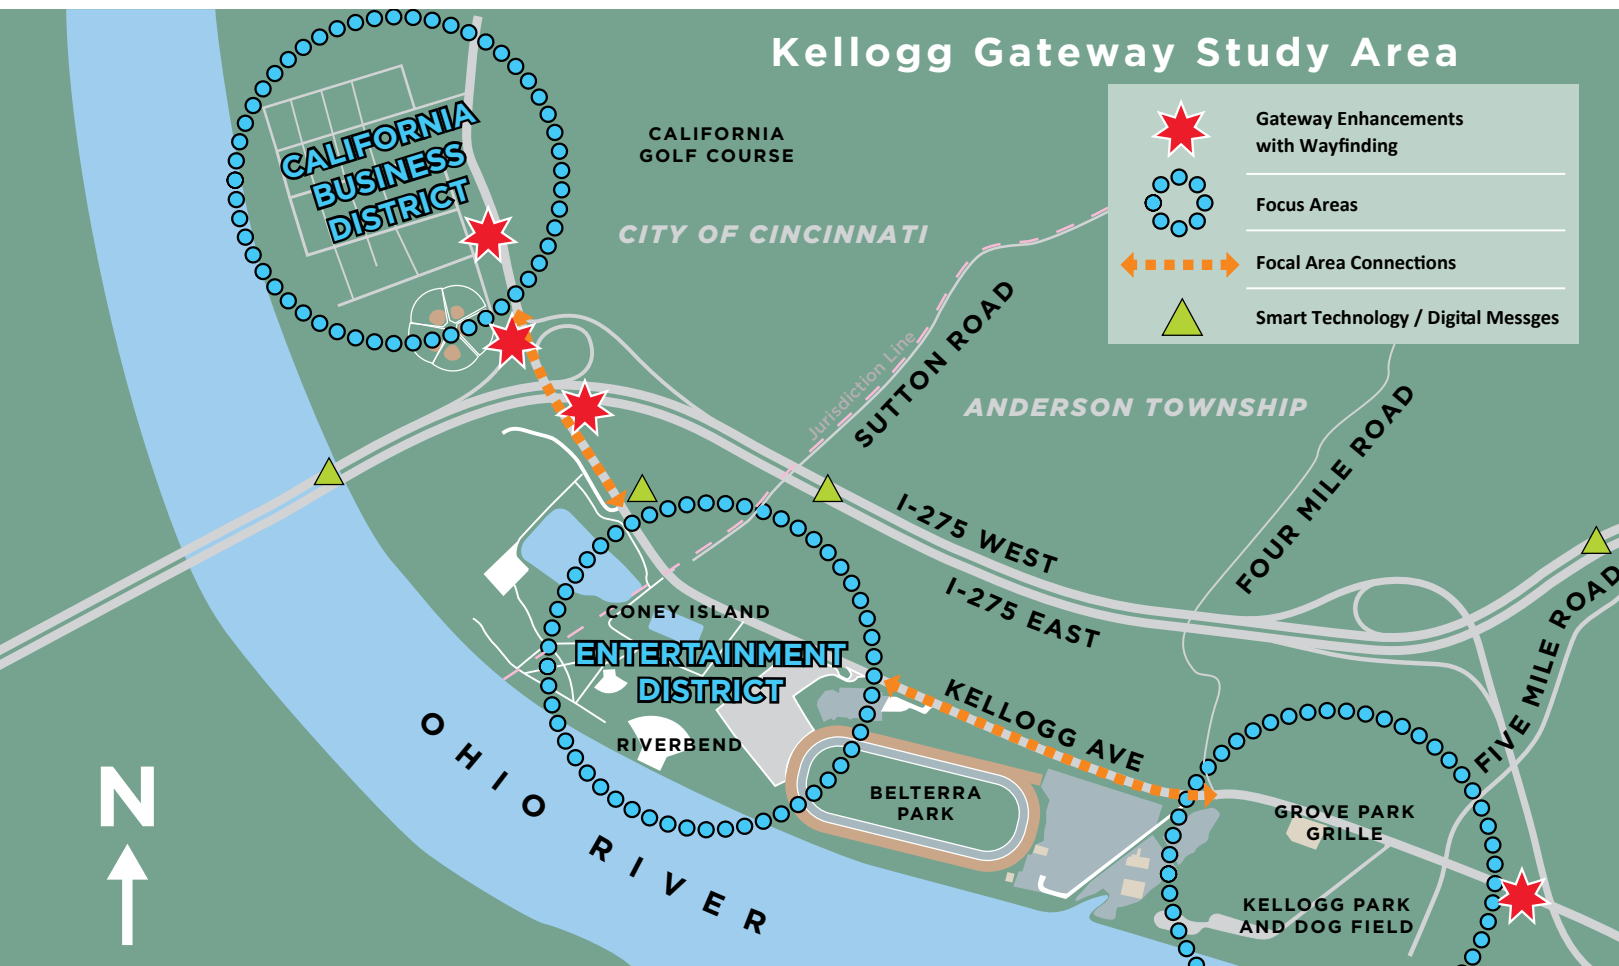 Kellogg Gateway Study Area
Gateway Enhancements
with Wayfinding
Focus Areas
Focal Area Connections
Smart Technology / Digital Messges
CALIFORNIA
BUSINESS
DISTRICT
CALIFORNIA
GOLF COURSE
CITY OF CINCINNATI
Jurisdiction Line
SUTTON ROAD
ANDERSON TOWNSHIP
FOUR MILE ROAD
I-275 WEST
I-275 EAST
FIVE MILE ROAD
CONEY ISLAND
ENTERTAINMENT
DISTRICT
RIVERBEND
KELLOGG AVE
BELTERRA
PARK
GROVE PARK
GRILLE
KELLOGG PARK
AND DOG FIELD
OHIO RIVER
N